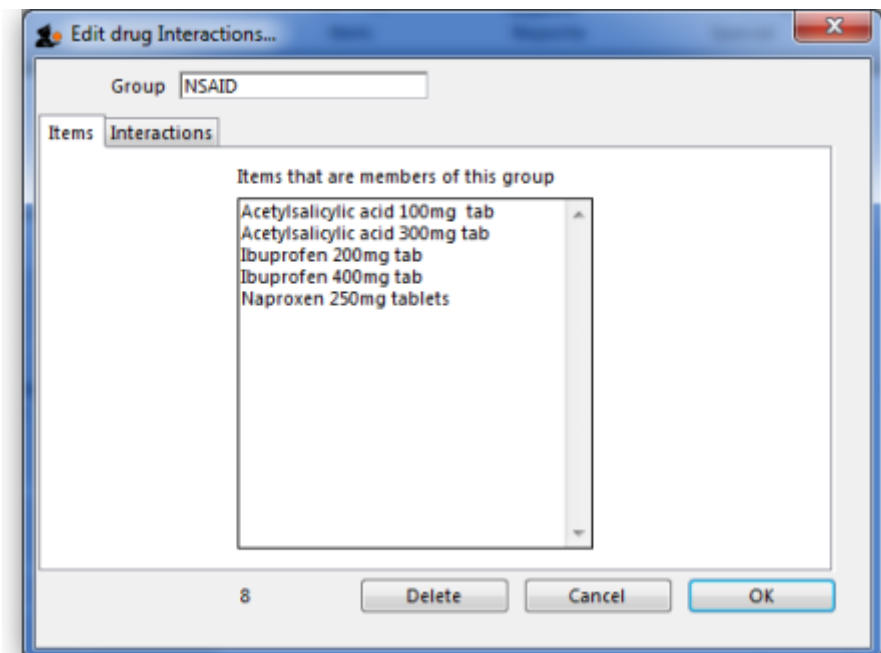 Edit drug Interactions...
Group NSAID
Items Interactions
Items that are members of this group
Acetylsalicylic acid 100mg  tab
Acetylsalicylic acid 300mg tab
Ibuprofen 200mg tab
Ibuprofen 400mg tab
Naproxen 250mg tablets
8 Delete Cancel OK